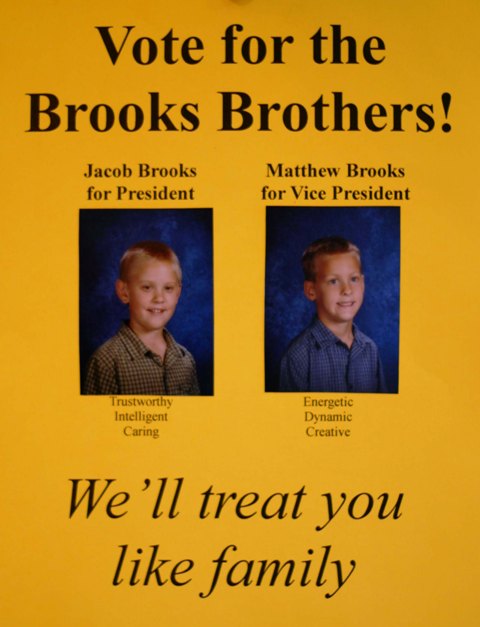 Vote for the
Brooks Brothers!
Jacob Brooks
for President
Matthew Brooks
for Vice President
Trustworthy
Intelligent
Caring
Energetic
Dynamic
Creative
We'll treat you
like family